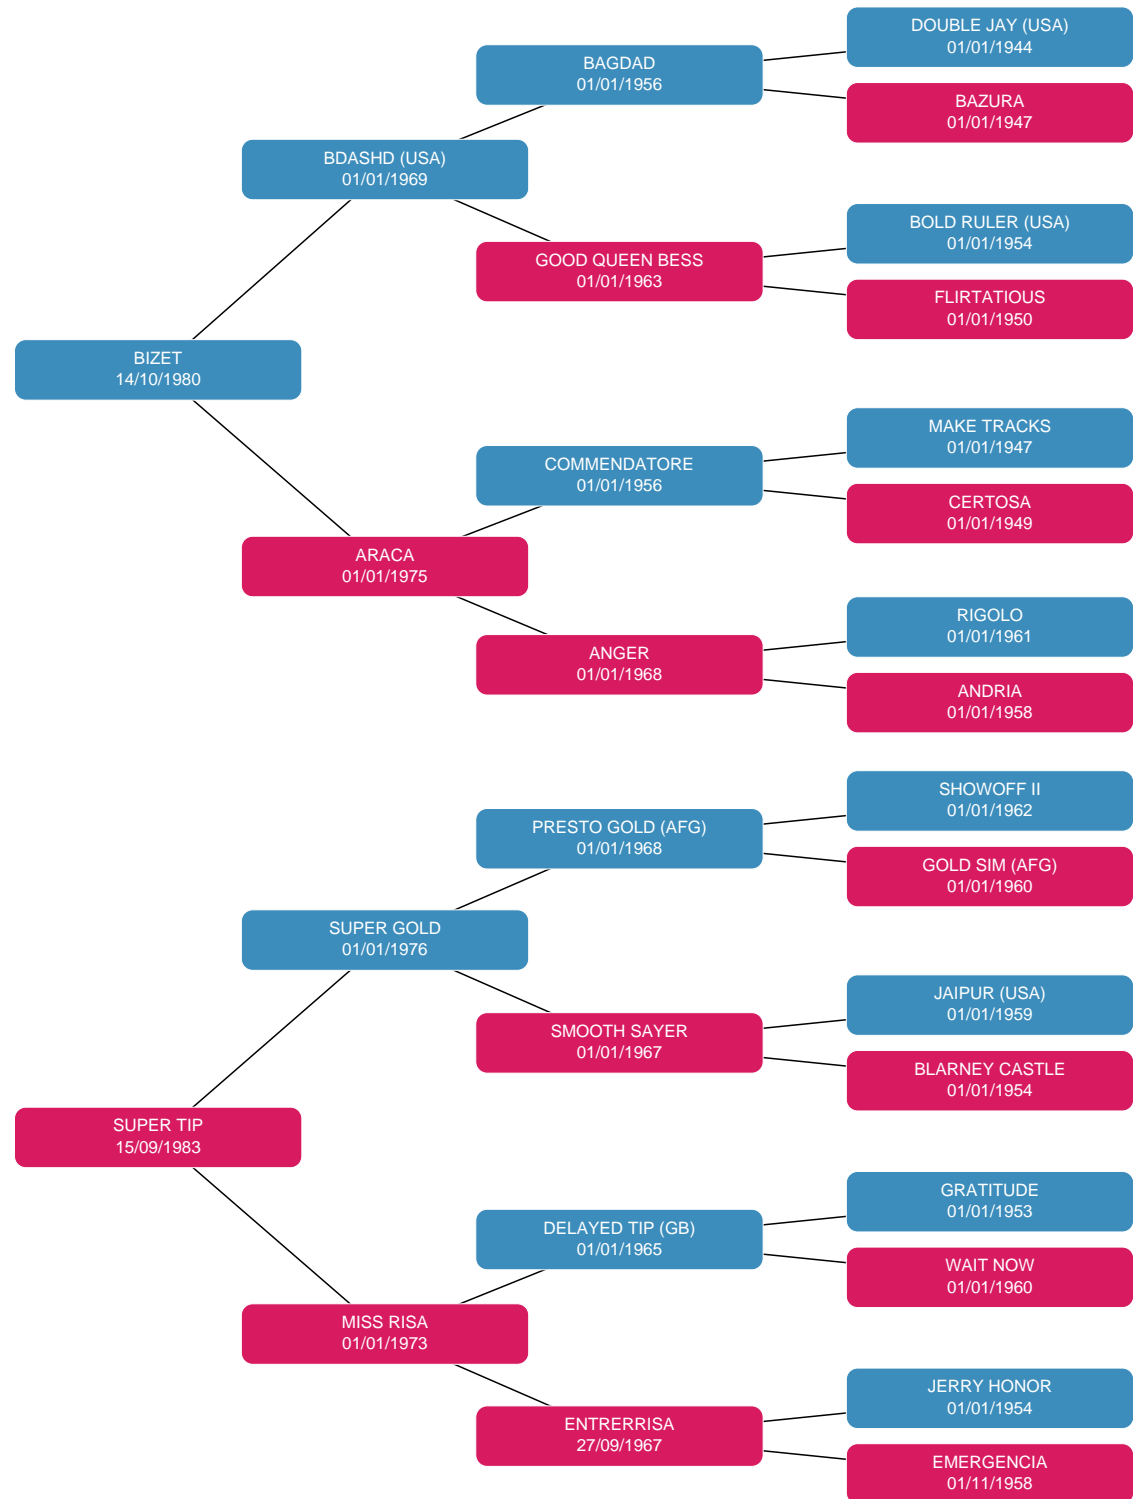 DOUBLE JAY (USA)
01/01/1944
BAGDAD
01/01/1956
BAZURA
01/01/1947
BDASHD (USA)
01/01/1969
BOLD RULER (USA)
01/01/1954
GOOD QUEEN BESS
01/01/1963
FLIRTATIOUS
01/01/1950
BIZET
14/10/1980
MAKE TRACKS
01/01/1947
COMMENDATORE
01/01/1956
CERTOSA
01/01/1949
ARACA
01/01/1975
RIGOLO
01/01/1961
ANGER
01/01/1968
ANDRIA
01/01/1958
SHOWOFF II
01/01/1962
PRESTO GOLD (AFG)
01/01/1968
GOLD SIM (AFG)
01/01/1960
SUPER GOLD
01/01/1976
JAIPUR (USA)
01/01/1959
SMOOTH SAYER
01/01/1967
BLARNEY CASTLE
01/01/1954
SUPER TIP
15/09/1983
GRATITUDE
01/01/1953
DELAYED TIP (GB)
01/01/1965
WAIT NOW
01/01/1960
MISS RISA
01/01/1973
JERRY HONOR
01/01/1954
ENTRERRISA
27/09/1967
EMERGENCIA
01/11/1958